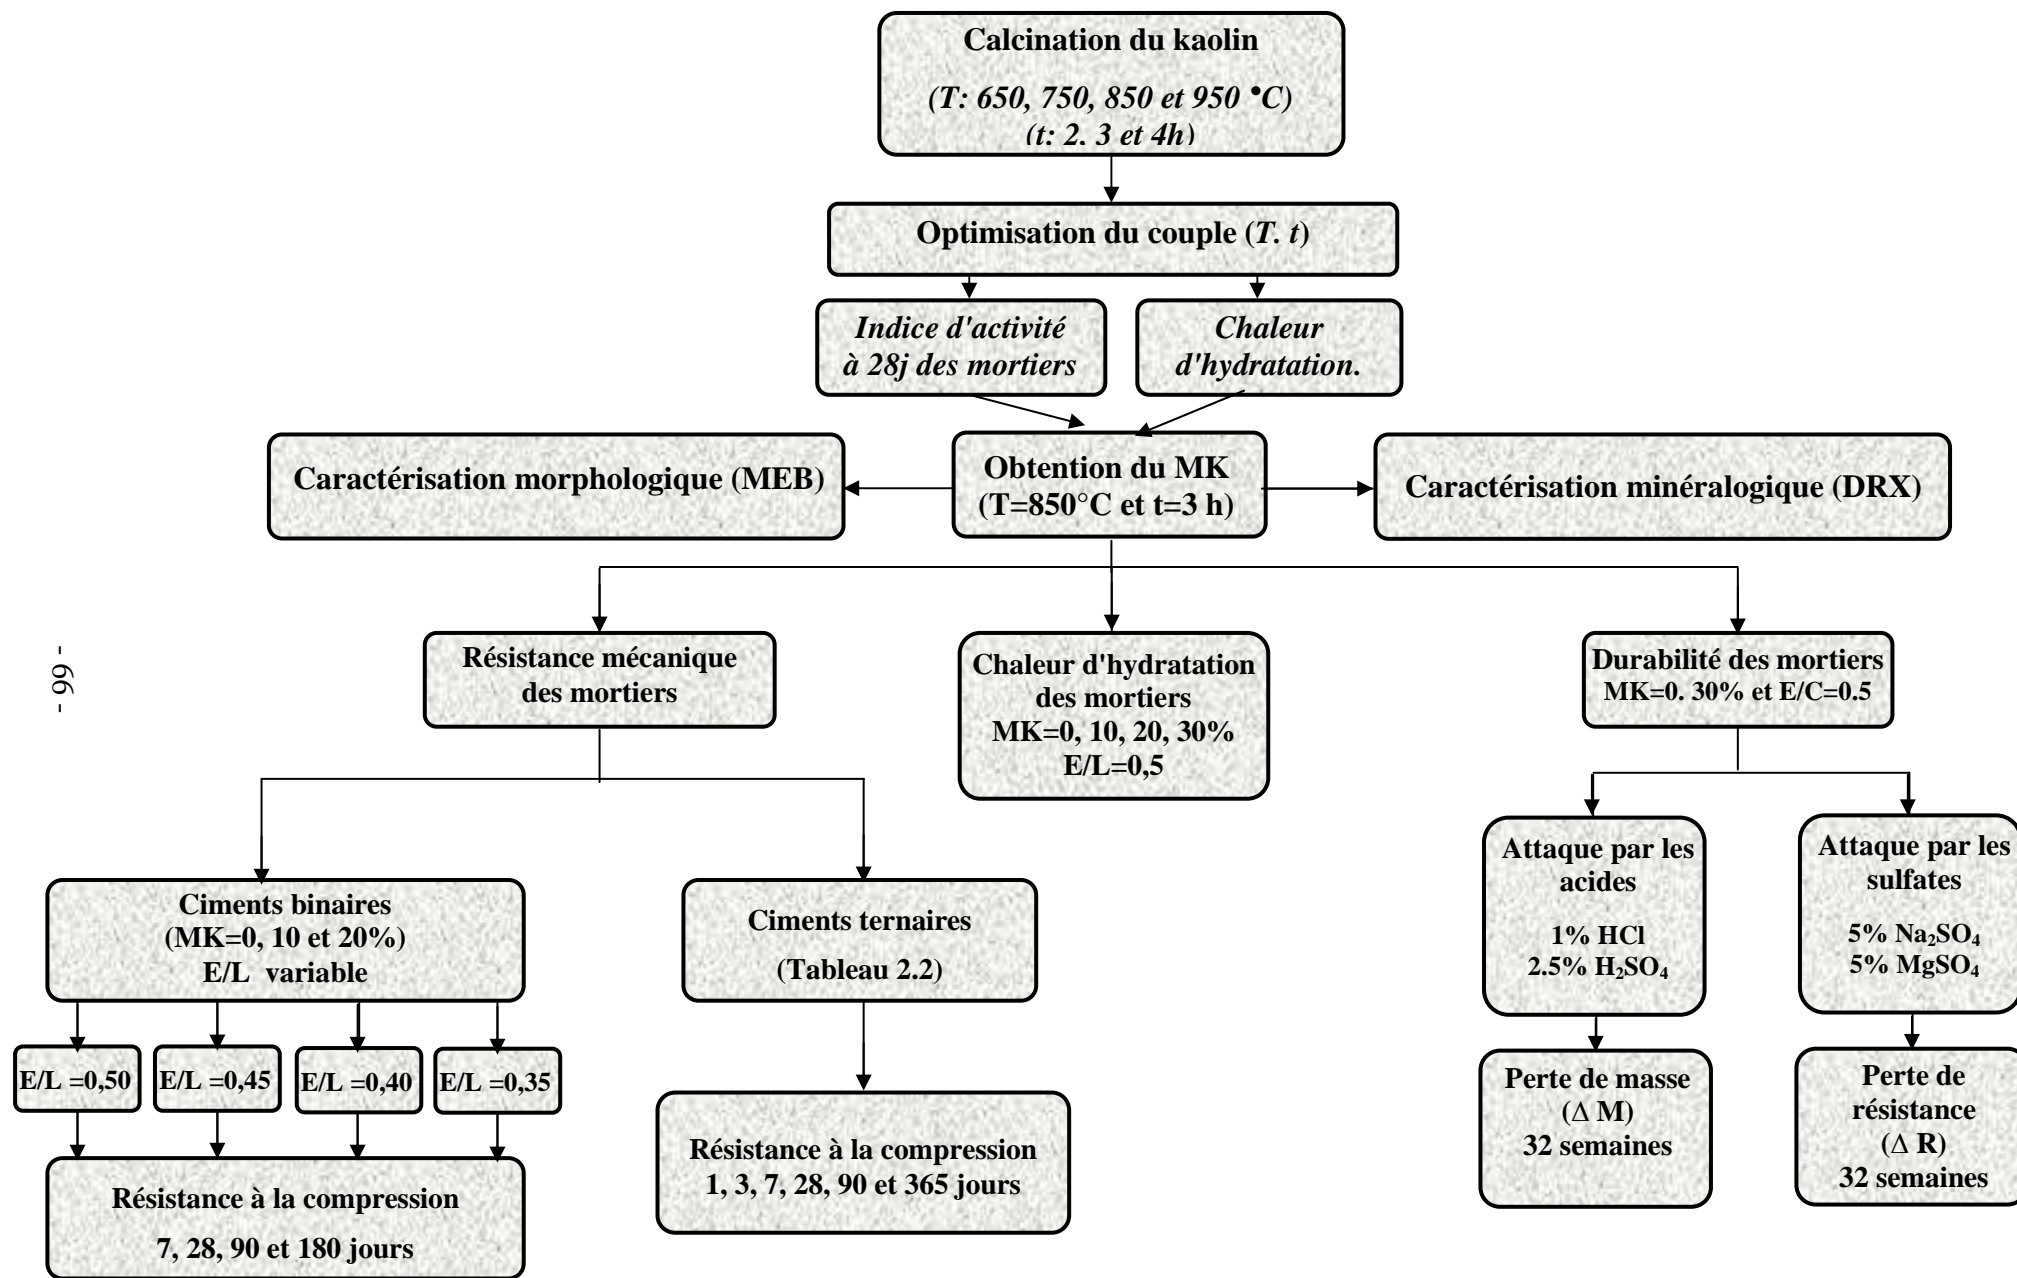 Calcination du kaolin
(T: 650, 750, 850 et 950 °C)
(t: 2. 3 et 4h)
Optimisation du couple (T. t)
Indice d'activité
à 28j des mortiers
Chaleur
d'hydratation.
Caractérisation morphologique (MEB)
Obtention du MK
(T=850°C et t=3 h)
Caractérisation minéralogique (DRX)
Résistance mécanique
des mortiers
Chaleur d'hydratation
des mortiers
MK=0, 10, 20, 30%
E/L=0,5
Durabilité des mortiers
MK=0. 30% et E/C=0.5
Ciments binaires
(MK=0, 10 et 20%)
E/L variable
Ciments ternaires
(Tableau 2.2)
Attaque par les
acides
1% HCl
2.5% H₂SO₄
Attaque par les
sulfates
5% Na₂SO₄
5% MgSO₄
E/L =0,50
E/L =0,45
E/L =0,40
E/L =0,35
Résistance à la compression
7, 28, 90 et 180 jours
Résistance à la compression
1, 3, 7, 28, 90 et 365 jours
Perte de masse
(Δ M)
32 semaines
Perte de
résistance
(Δ R)
32 semaines
- 99 -